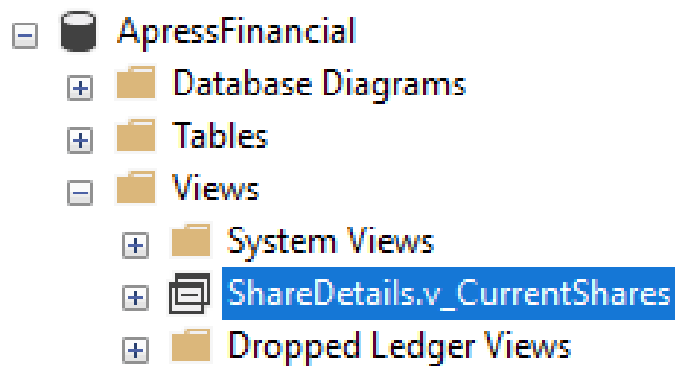 ApressFinancial
Database Diagrams
Tables
Views
System Views
ShareDetails.v_CurrentShares
Dropped Ledger Views